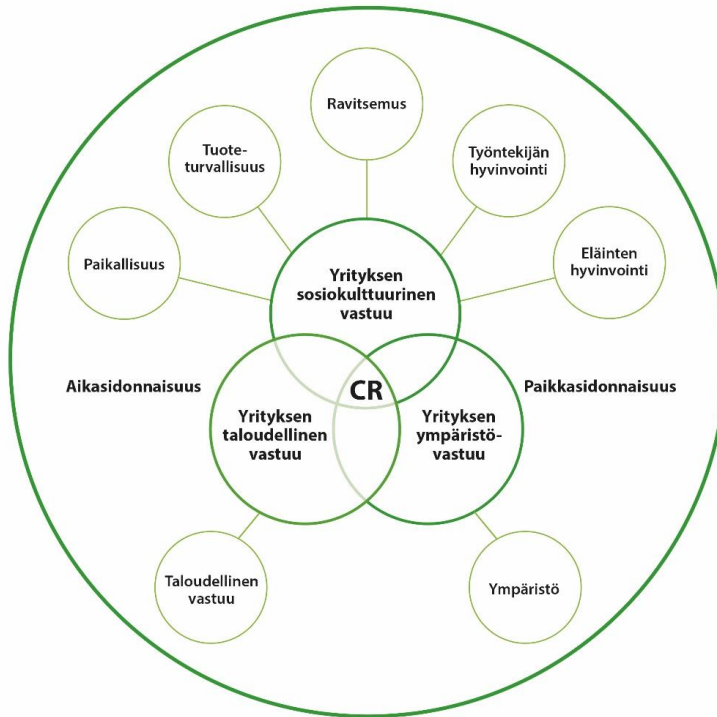 Ravitsemus
Tuote-
turvallisuus
Työntekijän
hyvinvointi
Paikallisuus
Eläinten
hyvinvointi
Yrityksen
sosiokulttuurinen
vastuu
Aikasidonnaisuus
CR
Paikkasidonnaisuus
Yrityksen
taloudellinen
vastuu
Yrityksen
ympäristö-
vastuu
Taloudellinen
vastuu
Ympäristö